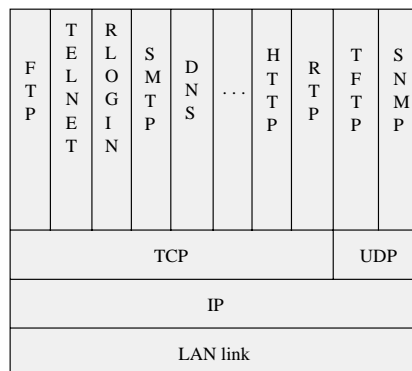 FTP
TELNET
RLOGIN
SMTP
DNS
...
HTTP
RTP
TFTP
SNMP
TCP
UDP
IP
LAN link